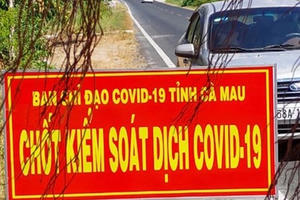 BAN CHỈ ĐẠO COVID-19 TỈNH CÀ MAU
CHỐT KIỂM SOÁT DỊCH COVID-19